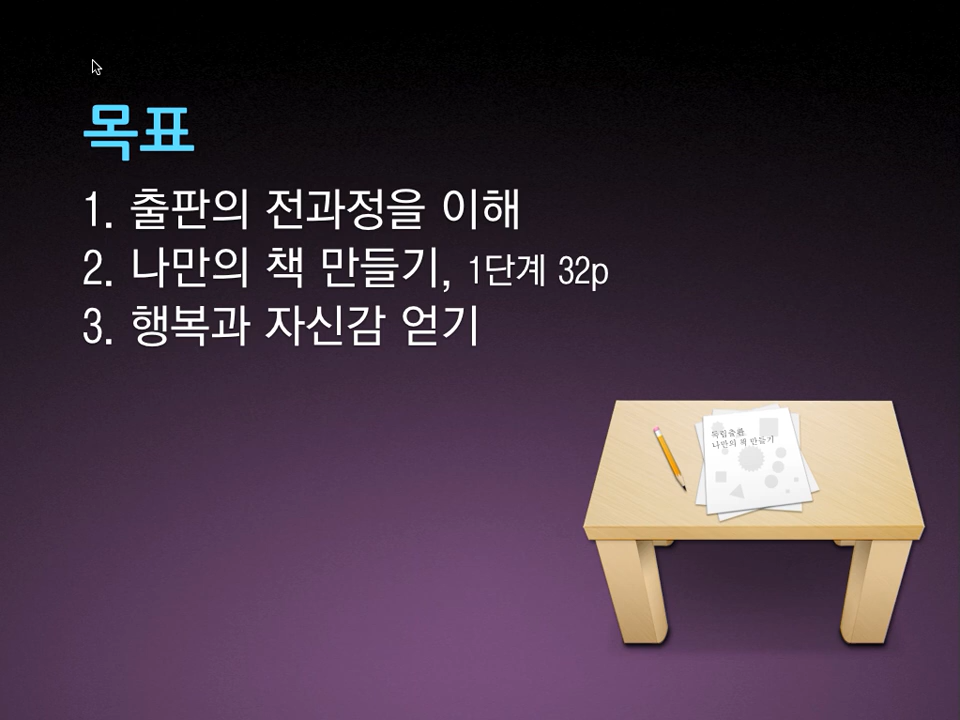 목표
1. 출판의 전과정을 이해
2. 나만의 책 만들기, 1단계 32p
3. 행복과 자신감 얻기
독립출판
나만의 책 만들기